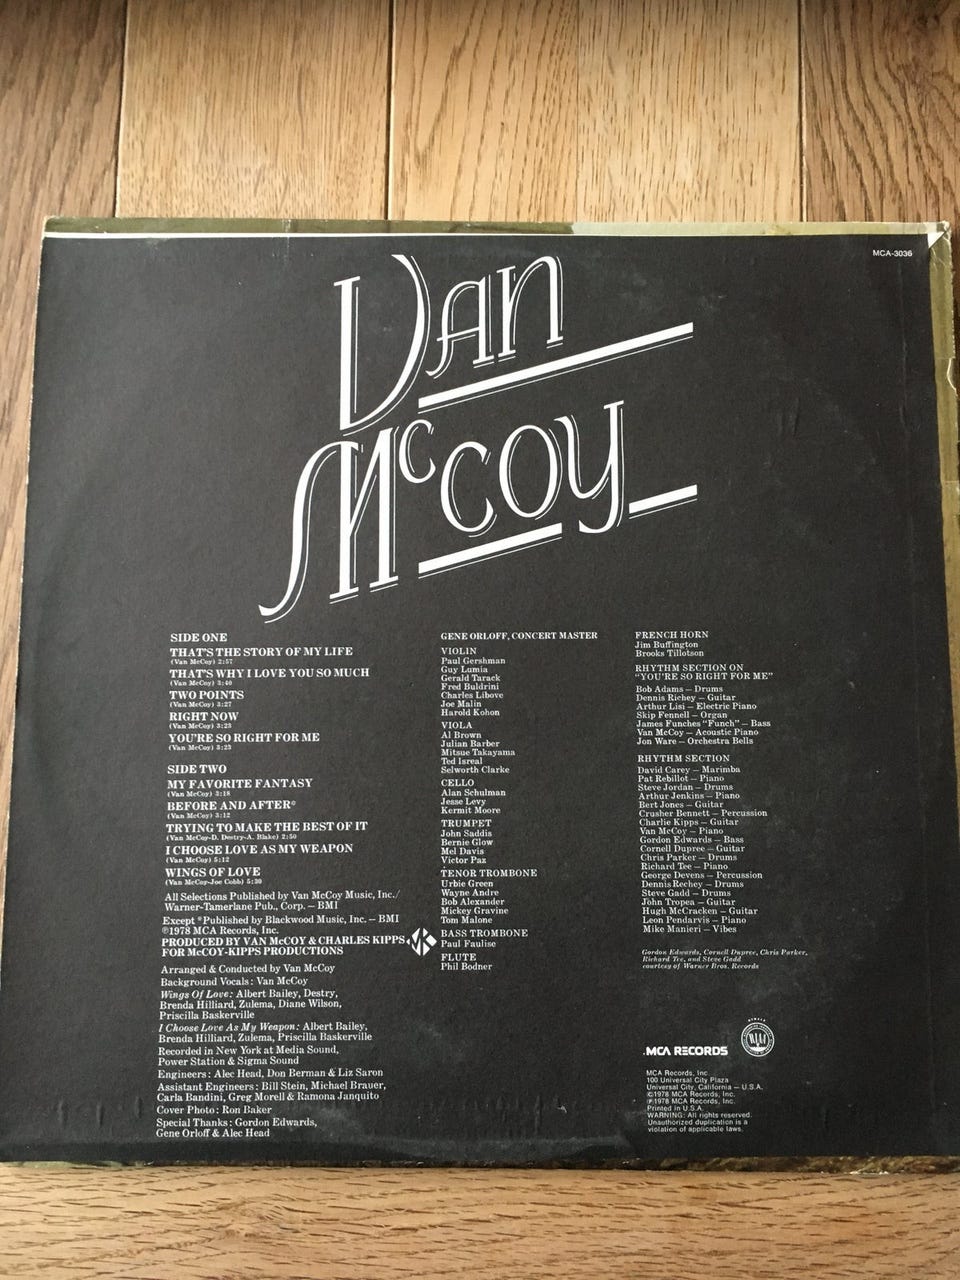 MCA-3036
Van
McCoy
SIDE ONE
THAT'S THE STORY OF MY LIFE
(Van McCoy) 2:57
THAT'S WHY I LOVE YOU SO MUCH
(Van McCoy) 3:40
TWO POINTS
(Van McCoy) 3:27
RIGHT NOW
(Van McCoy) 3:23
YOU'RE SO RIGHT FOR ME
(Van McCoy) 3:23
SIDE TWO
MY FAVORITE FANTASY
(Van McCoy) 3:18
BEFORE AND AFTER*
(Van McCoy) 3:12
TRYING TO MAKE THE BEST OF IT
(Van McCoy-D. Destry-A. Blake) 2:50
I CHOOSE LOVE AS MY WEAPON
(Van McCoy) 5:12
WINGS OF LOVE
(Van McCoy-Joe Cobb) 5:30
All Selections Published by Van McCoy Music, Inc./
Warner-Tamerlane Pub., Corp. – BMI
Except *Published by Blackwood Music, Inc. – BMI
℗1978 MCA Records, Inc.
PRODUCED BY VAN McCOY & CHARLES KIPPS
FOR McCOY-KIPPS PRODUCTIONS
MK
Arranged & Conducted by Van McCoy
Background Vocals: Van McCoy
Wings Of Love: Albert Bailey, Destry,
Brenda Hilliard, Zulema, Diane Wilson,
Priscilla Baskerville
I Choose Love As My Weapon: Albert Bailey,
Brenda Hilliard, Zulema, Priscilla Baskerville
Recorded in New York at Media Sound,
Power Station & Sigma Sound
Engineers: Alec Head, Don Berman & Liz Saron
Assistant Engineers: Bill Stein, Michael Brauer,
Carla Bandini, Greg Morell & Ramona Janquito
Cover Photo: Ron Baker
Special Thanks: Gordon Edwards,
Gene Orloff & Alec Head
GENE ORLOFF, CONCERT MASTER
VIOLIN
Paul Gershman
Guy Lumia
Gerald Tarack
Fred Buldrini
Charles Libove
Joe Malin
Harold Kohon
VIOLA
Al Brown
Julian Barber
Mitsue Takayama
Ted Isreal
Selworth Clarke
CELLO
Alan Schulman
Jesse Levy
Kermit Moore
TRUMPET
John Saddis
Bernie Glow
Mel Davis
Victor Paz
TENOR TROMBONE
Urbie Green
Wayne Andre
Bob Alexander
Mickey Gravine
Tom Malone
BASS TROMBONE
Paul Faulise
FLUTE
Phil Bodner
FRENCH HORN
Jim Buffington
Brooks Tillotson
RHYTHM SECTION ON
"YOU'RE SO RIGHT FOR ME"
Bob Adams – Drums
Dennis Richey – Guitar
Arthur Lisi – Electric Piano
Skip Fennell – Organ
James Funches "Funch" – Bass
Van McCoy – Acoustic Piano
Jon Ware – Orchestra Bells
RHYTHM SECTION
David Carey – Marimba
Pat Rebillot – Piano
Steve Jordan – Drums
Arthur Jenkins – Piano
Bert Jones – Guitar
Crusher Bennett – Percussion
Charlie Kipps – Guitar
Van McCoy – Piano
Gordon Edwards – Bass
Cornell Dupree – Guitar
Chris Parker – Drums
Richard Tee – Piano
George Devens – Percussion
Dennis Rechey – Drums
Steve Gadd – Drums
John Tropea – Guitar
Hugh McCracken – Guitar
Leon Pendarvis – Piano
Mike Manieri – Vibes
Gordon Edwards, Cornell Dupree, Chris Parker,
Richard Tee, and Steve Gadd
courtesy of Warner Bros. Records
MCA RECORDS
MCA Records, Inc.
100 Universal City Plaza
Universal City, California – U.S.A.
©1978 MCA Records, Inc.
℗1978 MCA Records, Inc.
Printed in U.S.A.
WARNING: All rights reserved.
Unauthorized duplication is a
violation of applicable laws.